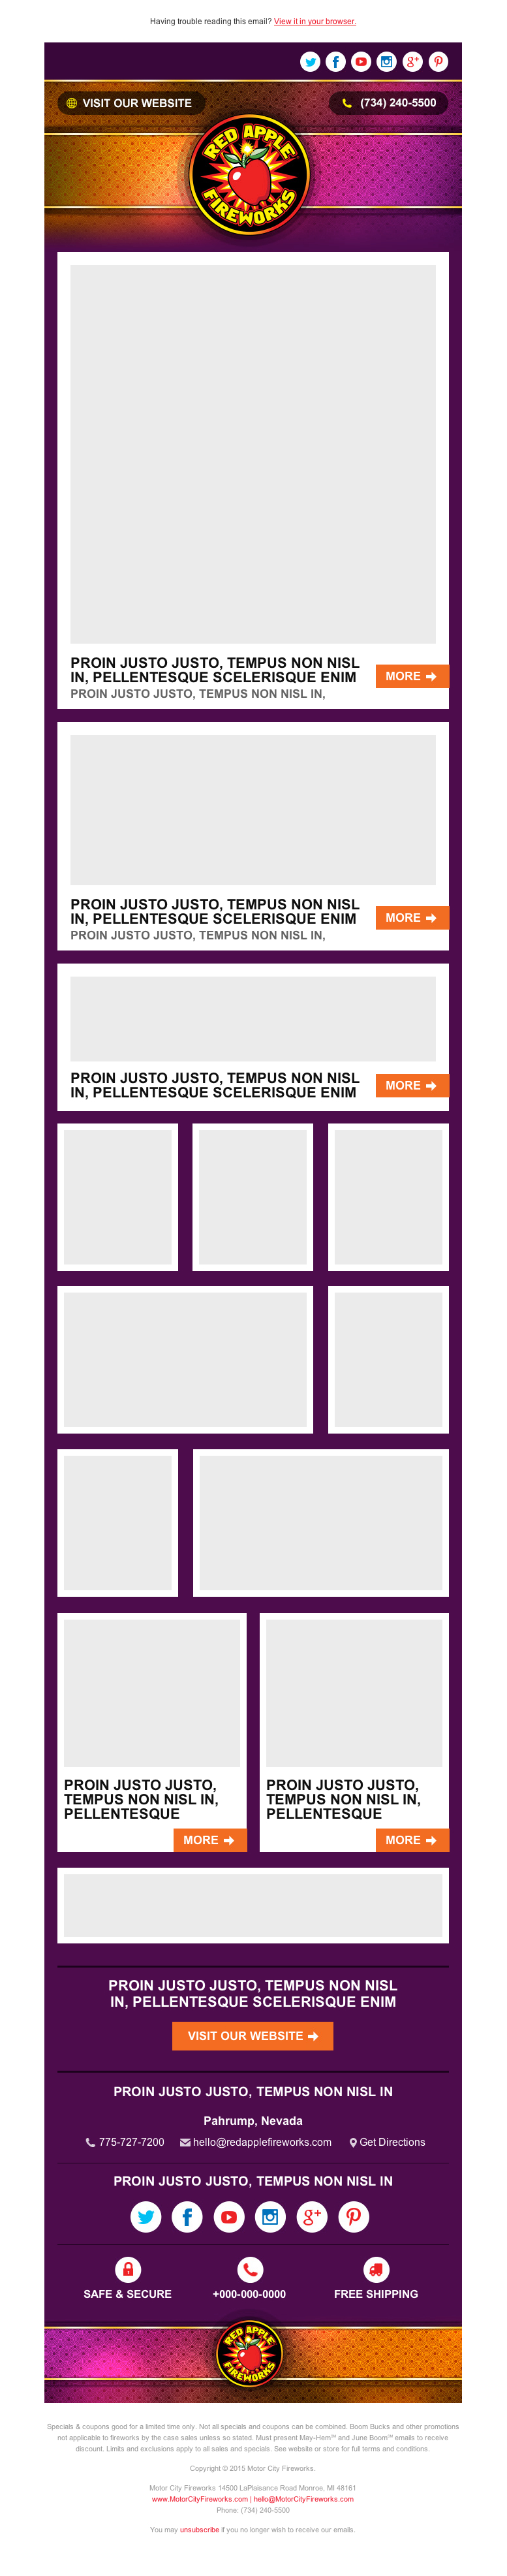 Having trouble reading this email? View it in your browser.
VISIT OUR WEBSITE
(734) 240-5500
RED APPLE
FIREWORKS
PROIN JUSTO JUSTO, TEMPUS NON NISL
IN, PELLENTESQUE SCELERISQUE ENIM
PROIN JUSTO JUSTO, TEMPUS NON NISL IN,
MORE
PROIN JUSTO JUSTO, TEMPUS NON NISL
IN, PELLENTESQUE SCELERISQUE ENIM
PROIN JUSTO JUSTO, TEMPUS NON NISL IN,
MORE
PROIN JUSTO JUSTO, TEMPUS NON NISL
IN, PELLENTESQUE SCELERISQUE ENIM
MORE
PROIN JUSTO JUSTO,
TEMPUS NON NISL IN,
PELLENTESQUE
MORE
PROIN JUSTO JUSTO,
TEMPUS NON NISL IN,
PELLENTESQUE
MORE
PROIN JUSTO JUSTO, TEMPUS NON NISL
IN, PELLENTESQUE SCELERISQUE ENIM
VISIT OUR WEBSITE
PROIN JUSTO JUSTO, TEMPUS NON NISL IN
Pahrump, Nevada
775-727-7200 hello@redapplefireworks.com Get Directions
PROIN JUSTO JUSTO, TEMPUS NON NISL IN
SAFE & SECURE +000-000-0000 FREE SHIPPING
RED APPLE
FIREWORKS
Specials & coupons good for a limited time only. Not all specials and coupons can be combined. Boom Bucks and other promotions
not applicable to fireworks by the case sales unless so stated. Must present May-Hem™ and June Boom™ emails to receive
discount. Limits and exclusions apply to all sales and specials. See website or store for full terms and conditions.
Copyright © 2015 Motor City Fireworks.
Motor City Fireworks 14500 LaPlaisance Road Monroe, MI 48161
www.MotorCityFireworks.com | hello@MotorCityFireworks.com
Phone: (734) 240-5500
You may unsubscribe if you no longer wish to receive our emails.